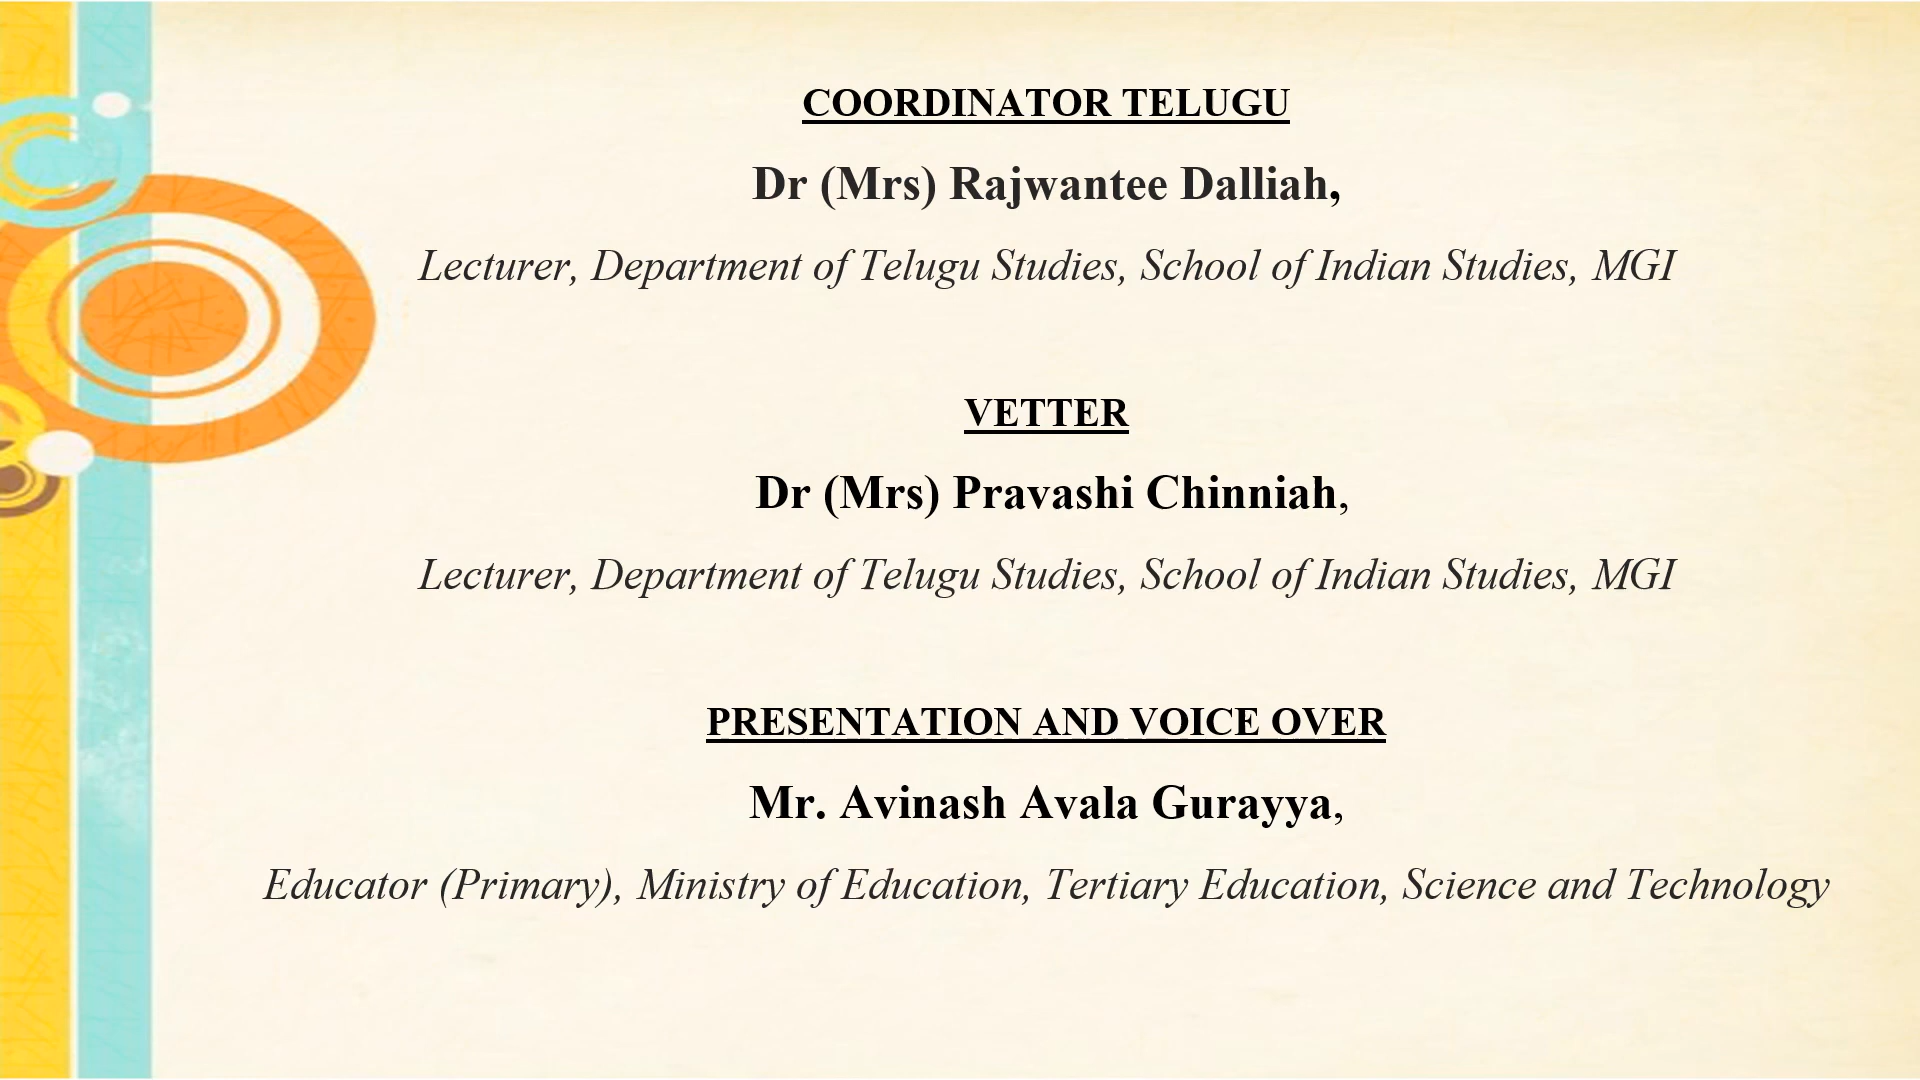 COORDINATOR TELUGU
Dr (Mrs) Rajwantee Dalliah,
Lecturer, Department of Telugu Studies, School of Indian Studies, MGI
VETTER
Dr (Mrs) Pravashi Chinniah,
Lecturer, Department of Telugu Studies, School of Indian Studies, MGI
PRESENTATION AND VOICE OVER
Mr. Avinash Avala Gurayya,
Educator (Primary), Ministry of Education, Tertiary Education, Science and Technology